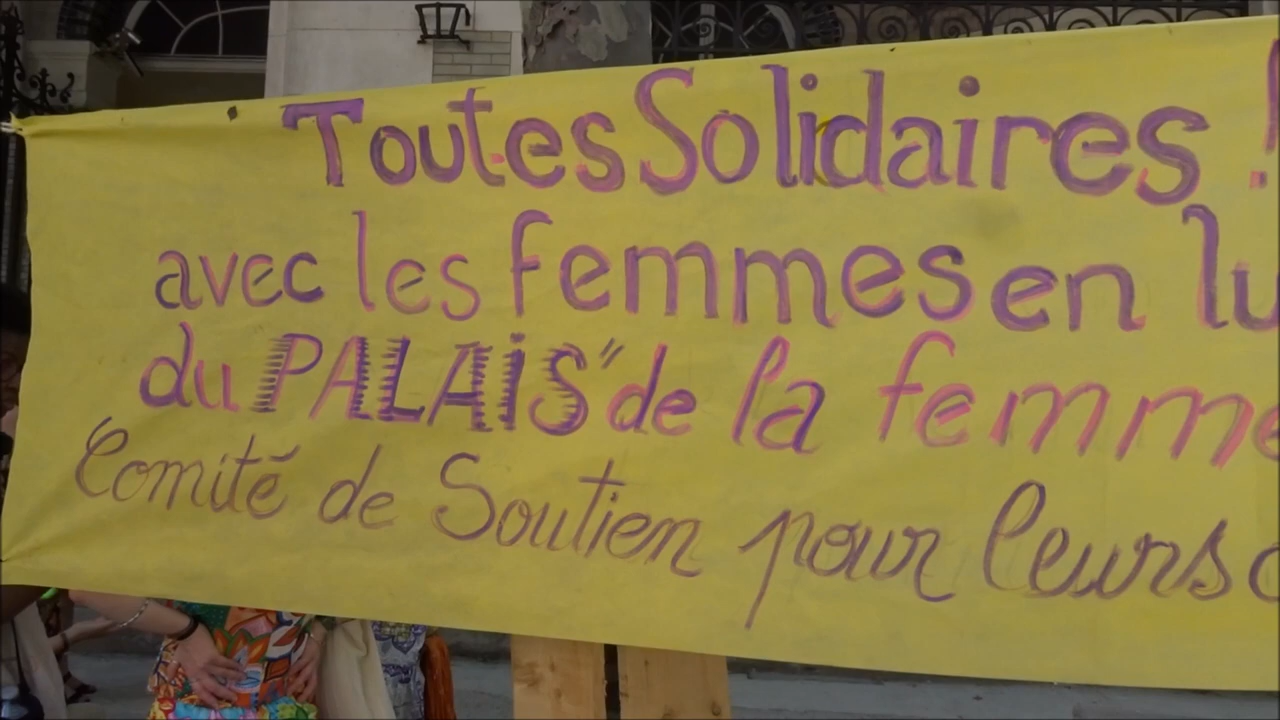 Toutes Solidaires !
avec les femmes en lu
du PALAIS" de la femme
Comité de Soutien pour leurs